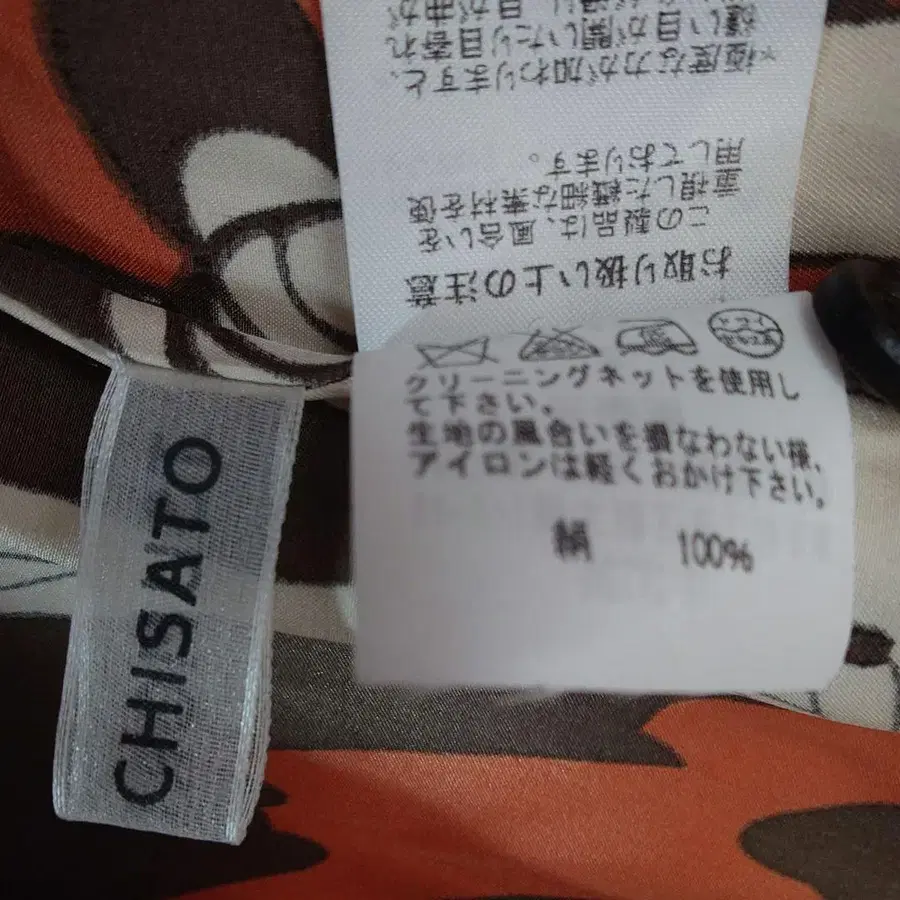 お取り扱い上の注意
この製品は、風合いを
重視した繊細な素材を使
用しております。
*極度な力が加わりますと、
縫い目が開いたり目寄れ
目が曲が
クリーニングネットを使用し
て下さい。
生地の風合いを損なわない様、
アイロンは軽くおかけ下さい。
絹 100%
CHISATO